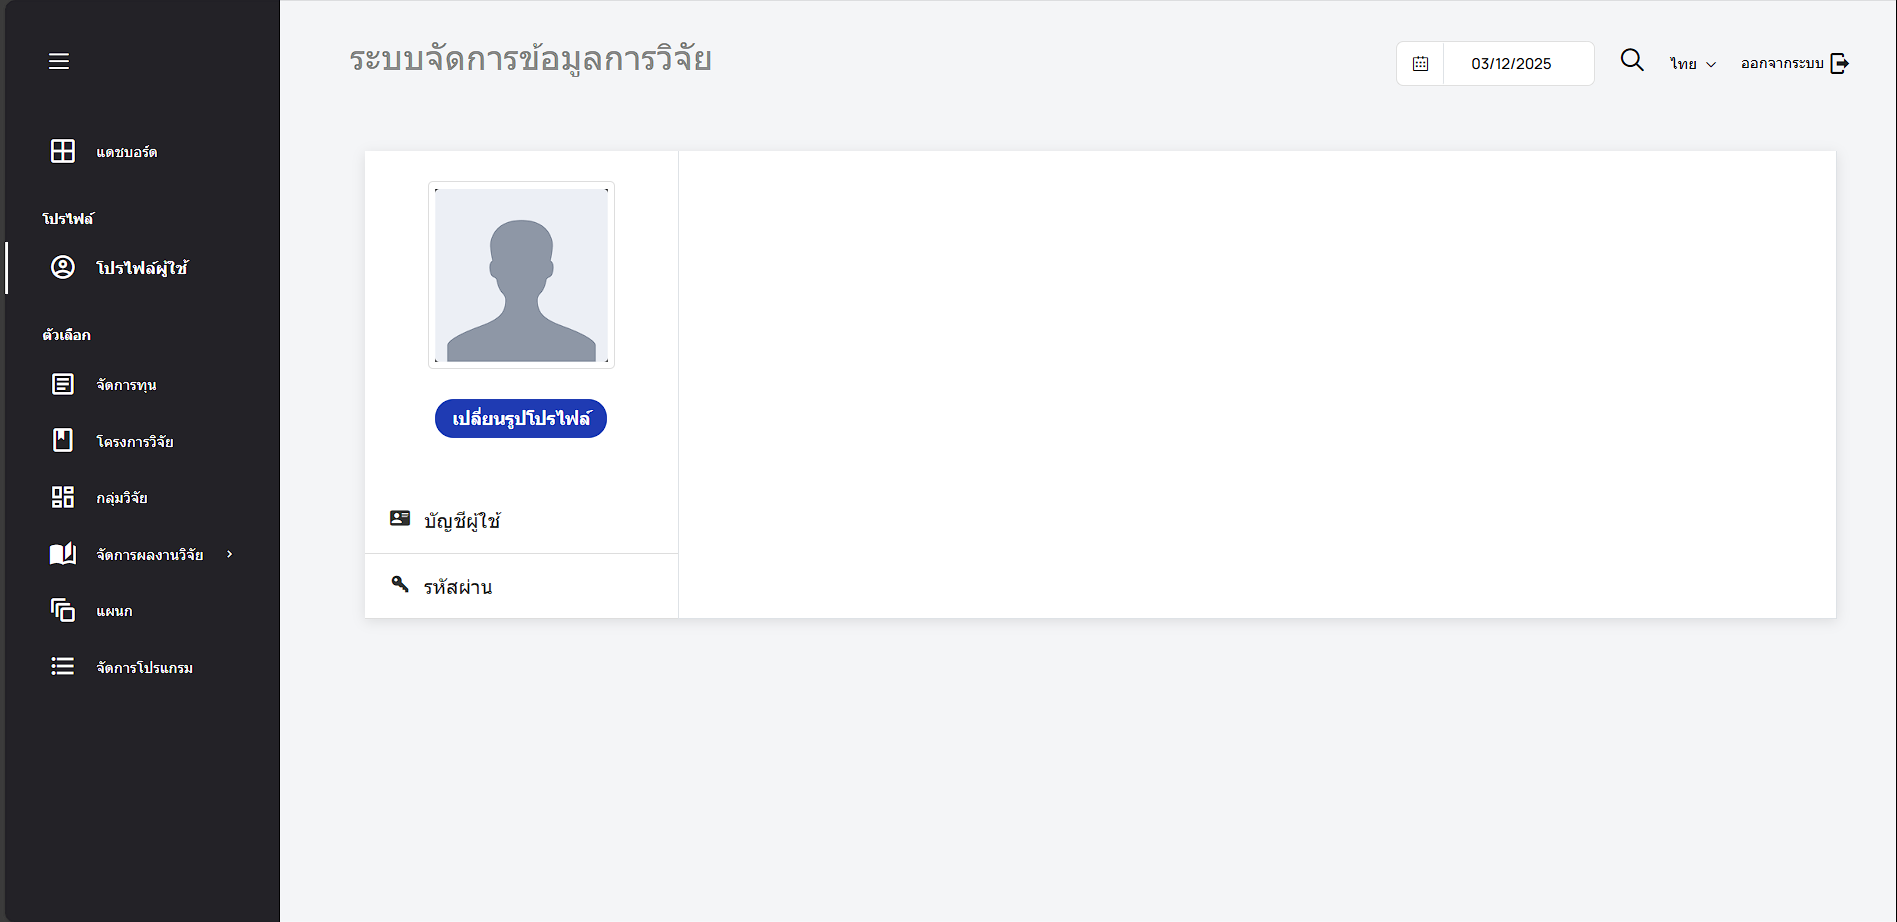 ระบบจัดการข้อมูลการวิจัย
03/12/2025
ไทย
ออกจากระบบ
แดชบอร์ด
โปรไฟล์
โปรไฟล์ผู้ใช้
ตัวเลือก
จัดการทุน
โครงการวิจัย
กลุ่มวิจัย
จัดการผลงานวิจัย
แผนก
จัดการโปรแกรม
เปลี่ยนรูปโปรไฟล์
บัญชีผู้ใช้
รหัสผ่าน